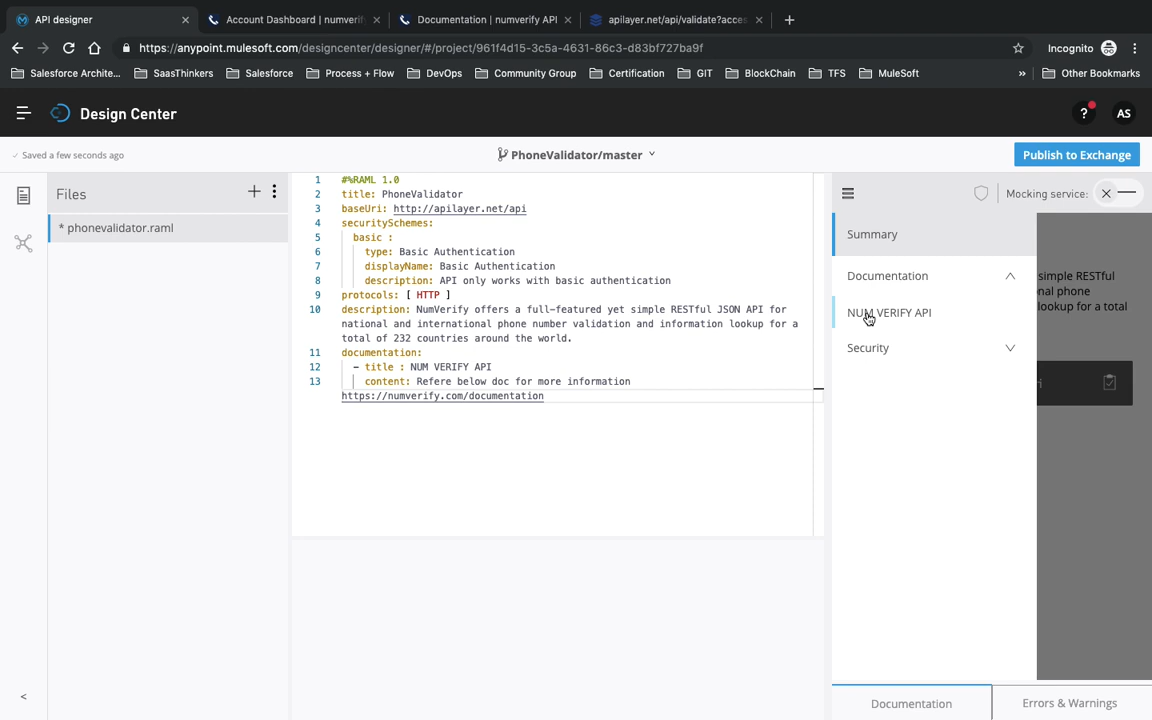 API designer
Account Dashboard | numverify
Documentation | numverify API
apilayer.net/api/validate?acces
https://anypoint.mulesoft.com/designcenter/designer/#/project/961f4d15-3c5a-4631-86c3-d83bf727ba9f
Incognito
Salesforce Archite...
SaasThinkers
Salesforce
Process + Flow
DevOps
Community Group
Certification
GIT
BlockChain
TFS
MuleSoft
»
Other Bookmarks
Design Center
?
AS
✓ Saved a few seconds ago
PhoneValidator/master
Publish to Exchange
Files
* phonevalidator.raml
1 #%RAML 1.0
2 title: PhoneValidator
3 baseUri: http://apilayer.net/api
4 securitySchemes:
5 basic :
6 type: Basic Authentication
7 displayName: Basic Authentication
8 description: API only works with basic authentication
9 protocols: [ HTTP ]
10 description: NumVerify offers a full-featured yet simple RESTful JSON API for
national and international phone number validation and information lookup for a
total of 232 countries around the world.
11 documentation:
12 - title : NUM VERIFY API
13 content: Refere below doc for more information
https://numverify.com/documentation
Mocking service:
Summary
Documentation
NUM VERIFY API
Security
simple RESTful
nal phone
lookup for a total
ri
<
Documentation
Errors & Warnings